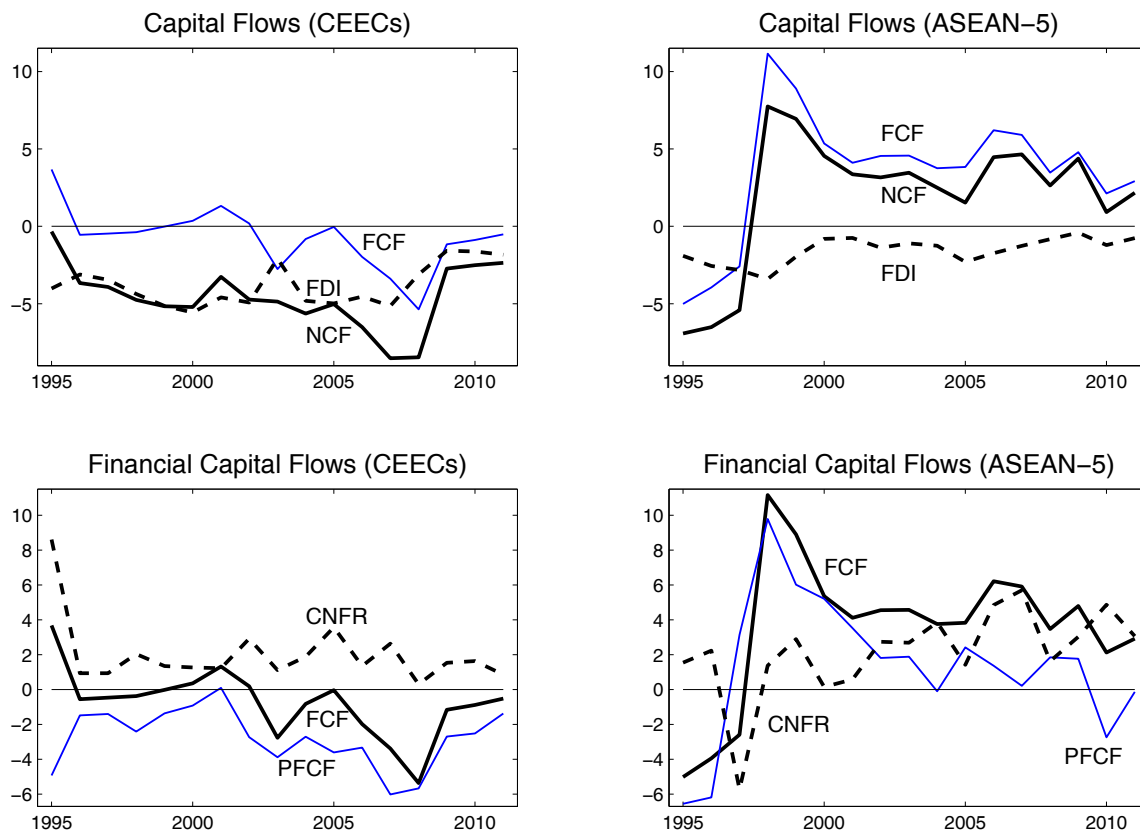 Capital Flows (CEECs)
10
5
0
−5
1995
2000
2005
2010
FCF
FDI
NCF
Capital Flows (ASEAN−5)
10
5
0
−5
1995
2000
2005
2010
FCF
NCF
FDI
Financial Capital Flows (CEECs)
10
8
6
4
2
0
−2
−4
−6
1995
2000
2005
2010
CNFR
FCF
PFCF
Financial Capital Flows (ASEAN−5)
10
8
6
4
2
0
−2
−4
−6
1995
2000
2005
2010
FCF
CNFR
PFCF